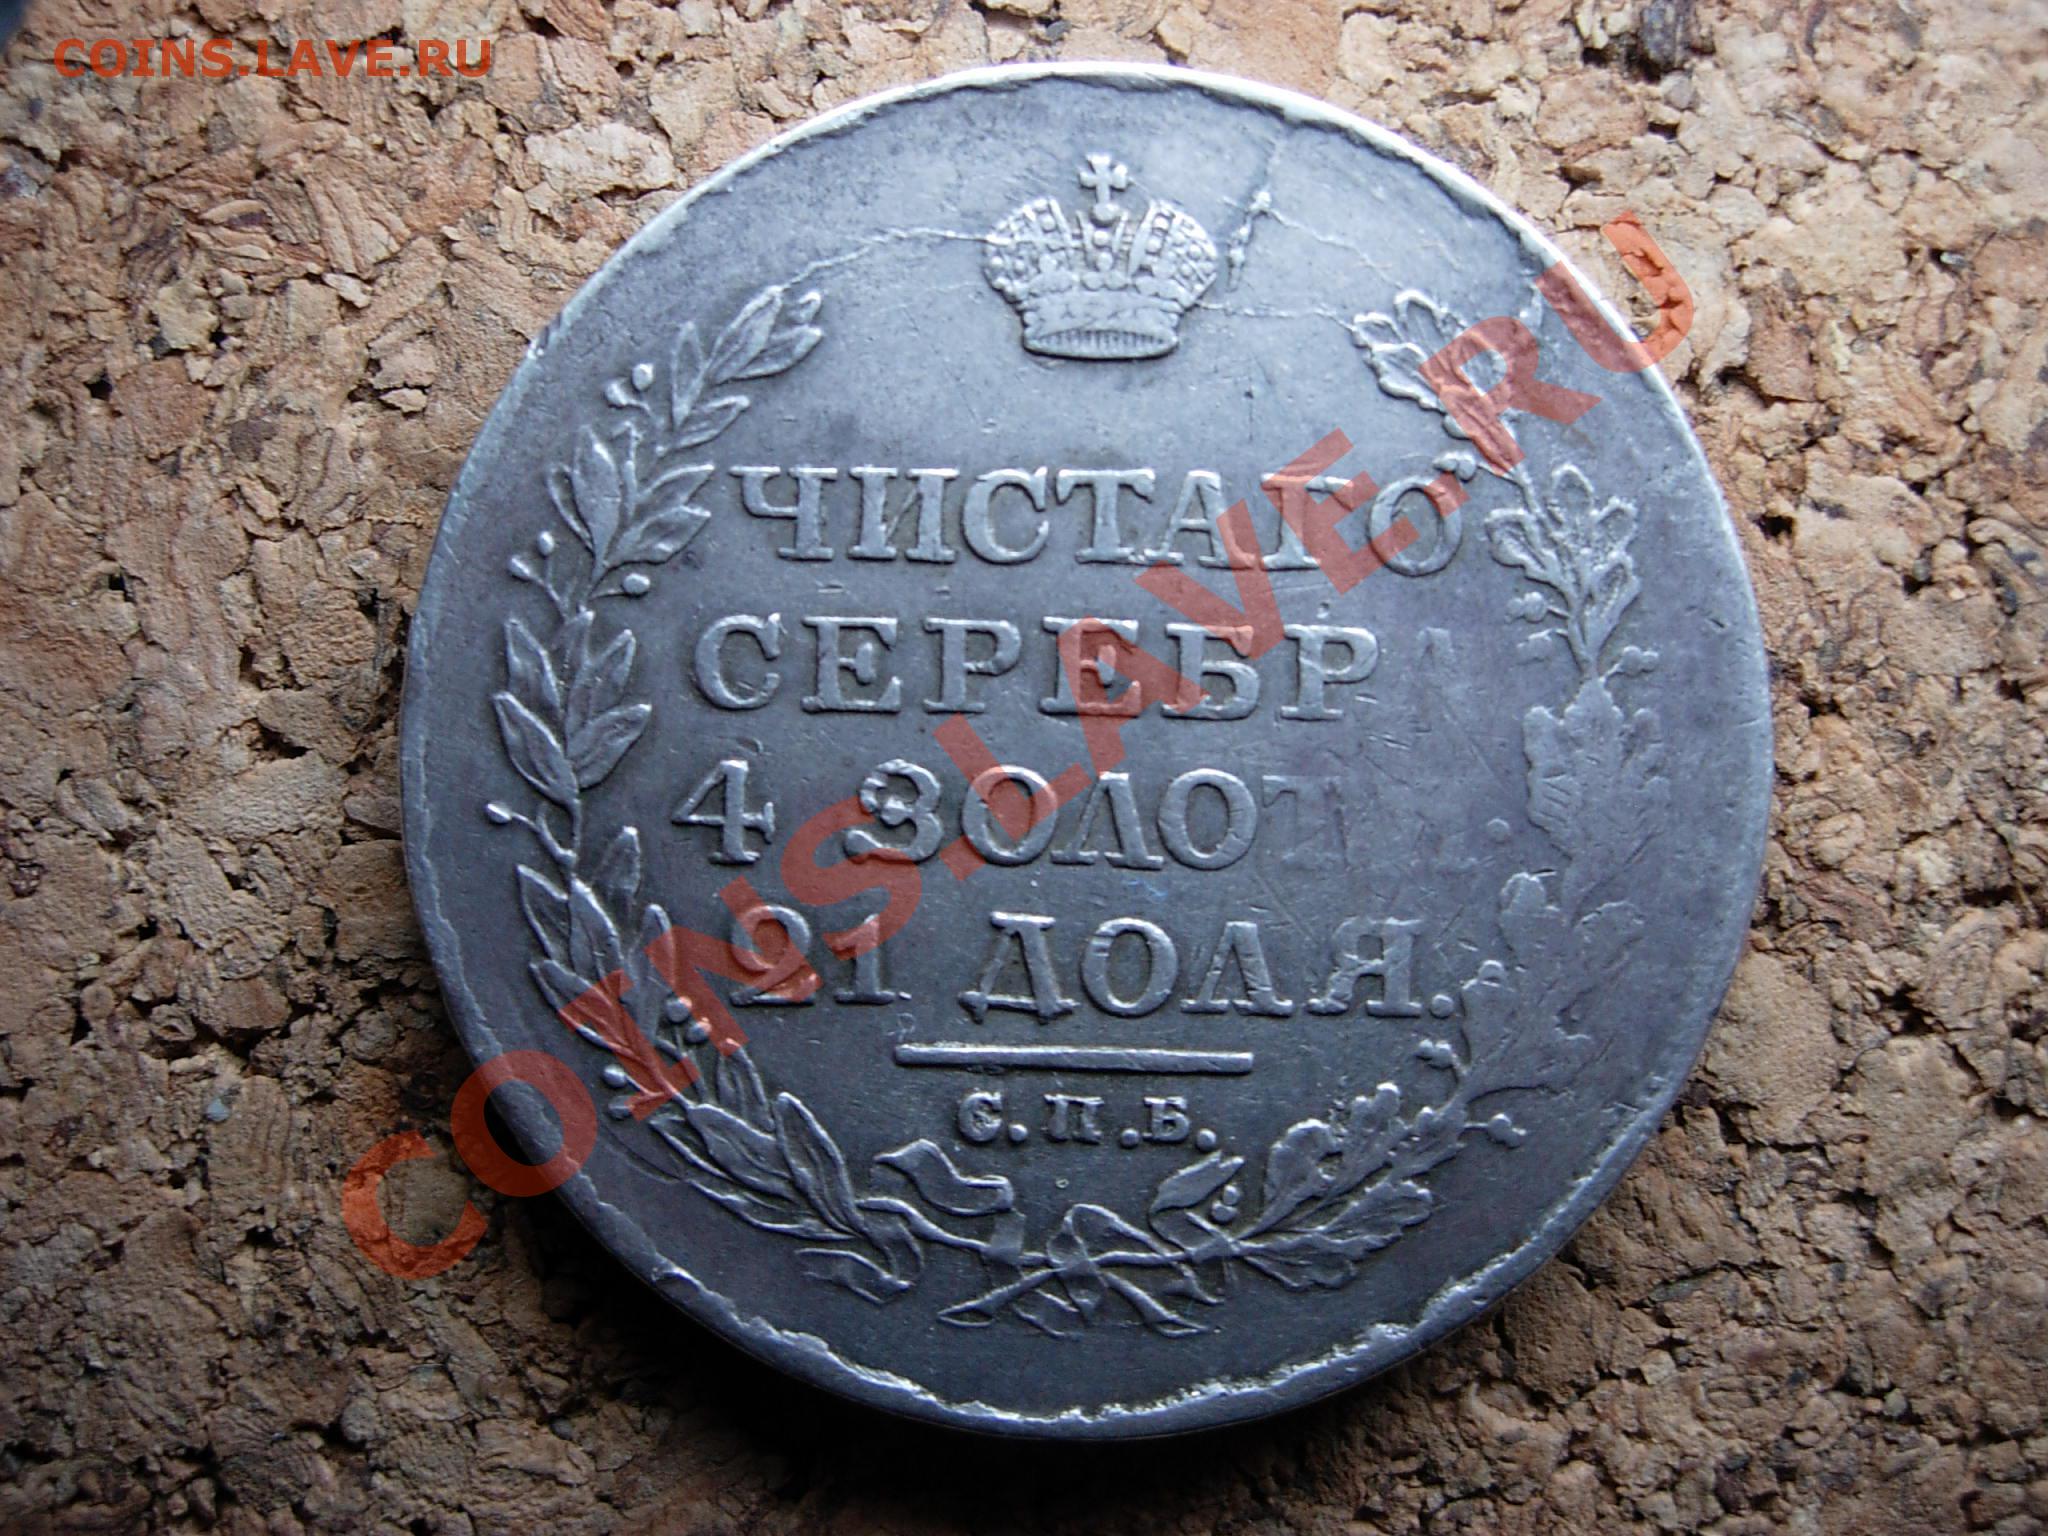 COINS.LAVE.RU
ЧИСТАГО
СЕРЕБРА
4 ЗОЛОТ
21 ДОЛЯ.
С.П.Б.
COINS.LAVE.RU